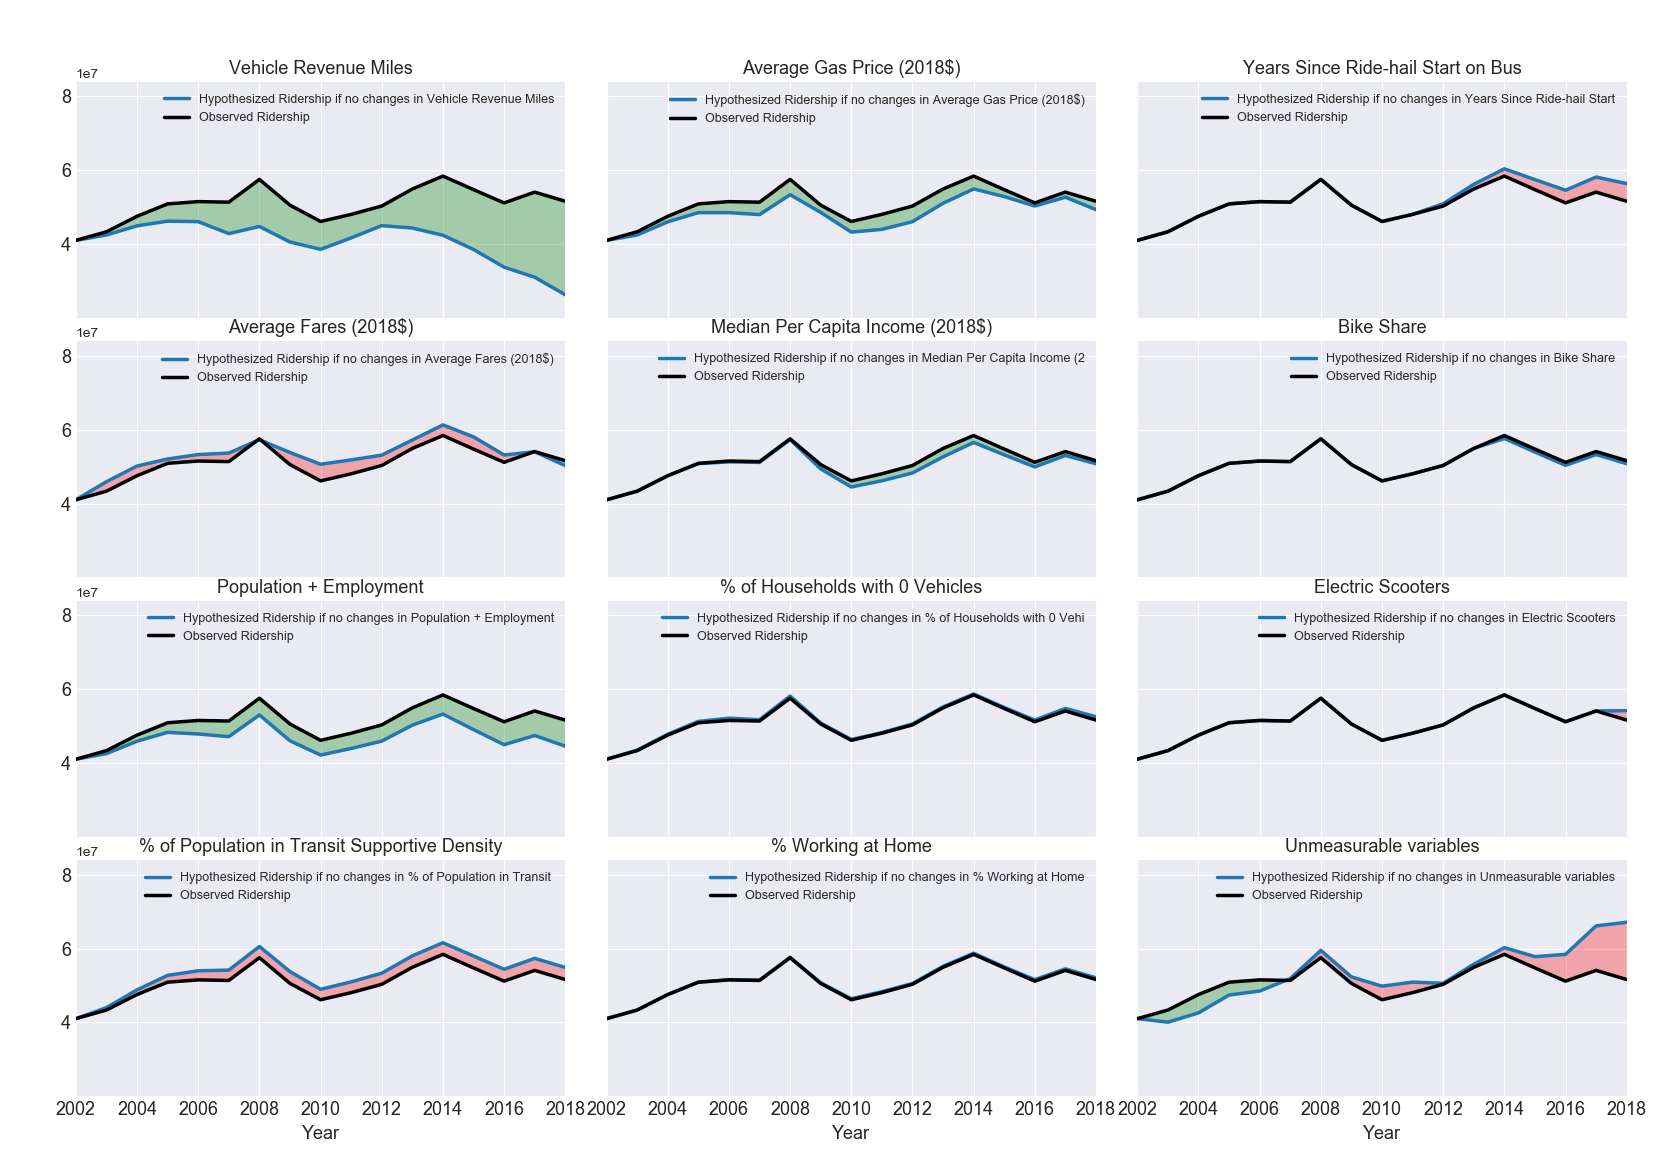 Vehicle Revenue Miles
1e7
Hypothesized Ridership if no changes in Vehicle Revenue Miles
Observed Ridership
8
6
4
Average Gas Price (2018$)
Hypothesized Ridership if no changes in Average Gas Price (2018$)
Observed Ridership
Years Since Ride-hail Start on Bus
Hypothesized Ridership if no changes in Years Since Ride-hail Start
Observed Ridership
Average Fares (2018$)
1e7
Hypothesized Ridership if no changes in Average Fares (2018$)
Observed Ridership
8
6
4
Median Per Capita Income (2018$)
Hypothesized Ridership if no changes in Median Per Capita Income (2
Observed Ridership
Bike Share
Hypothesized Ridership if no changes in Bike Share
Observed Ridership
Population + Employment
1e7
Hypothesized Ridership if no changes in Population + Employment
Observed Ridership
8
6
4
% of Households with 0 Vehicles
Hypothesized Ridership if no changes in % of Households with 0 Vehi
Observed Ridership
Electric Scooters
Hypothesized Ridership if no changes in Electric Scooters
Observed Ridership
% of Population in Transit Supportive Density
1e7
Hypothesized Ridership if no changes in % of Population in Transit
Observed Ridership
8
6
4
2002 2004 2006 2008 2010 2012 2014 2016 2018
Year
% Working at Home
Hypothesized Ridership if no changes in % Working at Home
Observed Ridership
2002 2004 2006 2008 2010 2012 2014 2016 2018
Year
Unmeasurable variables
Hypothesized Ridership if no changes in Unmeasurable variables
Observed Ridership
2002 2004 2006 2008 2010 2012 2014 2016 2018
Year